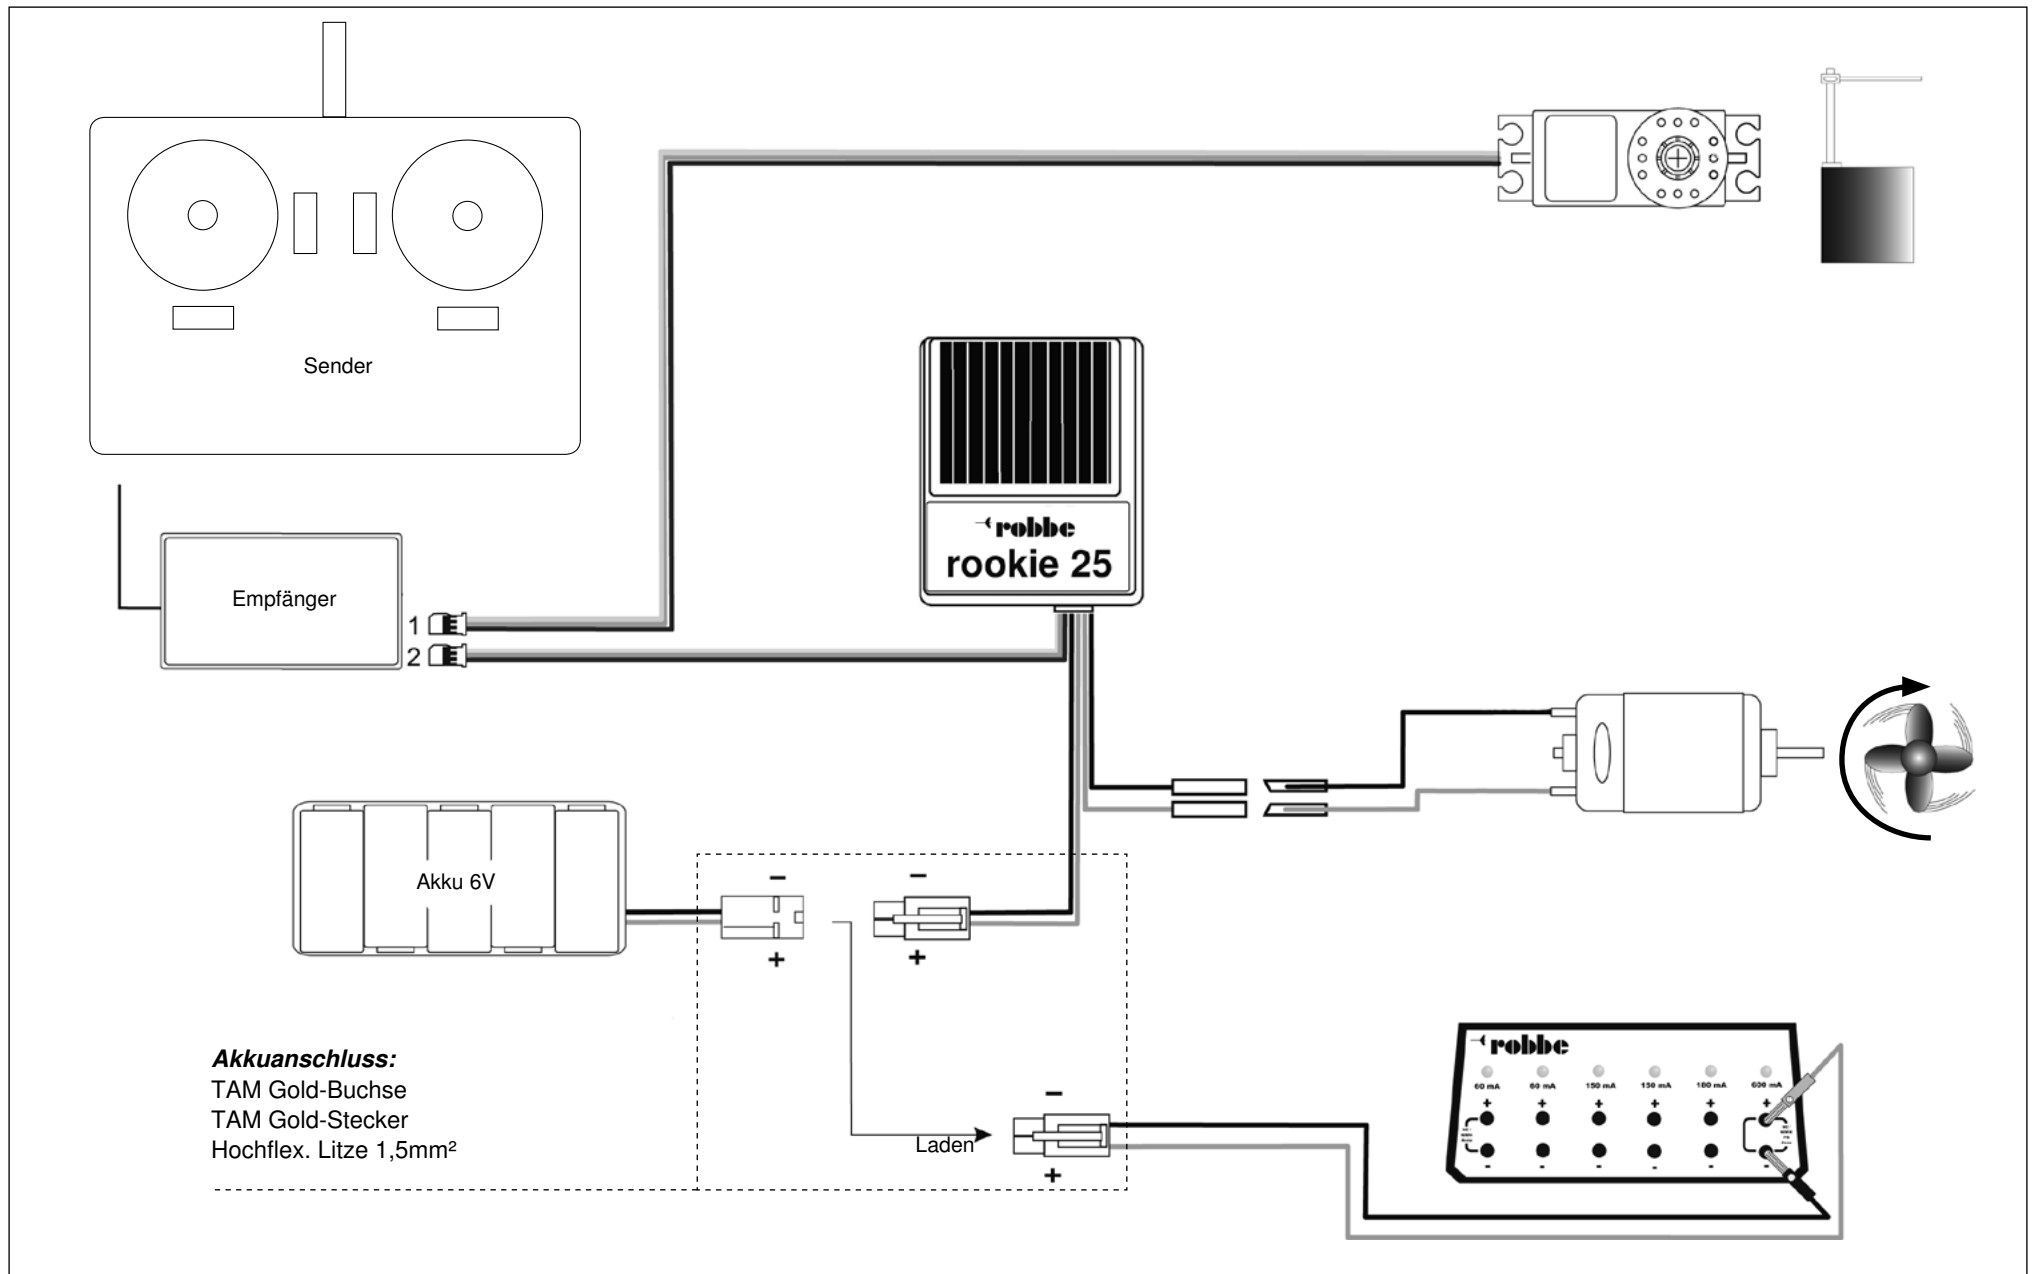 Sender
robbe
rookie 25
Empfänger
1
2
Akku 6V
−
+
−
+
Akkuanschluss:
TAM Gold-Buchse
TAM Gold-Stecker
Hochflex. Litze 1,5mm²
Laden
−
+
robbe
60 mA 60 mA 150 mA 150 mA 180 mA 600 mA
+ + + + + +
- - - - - -